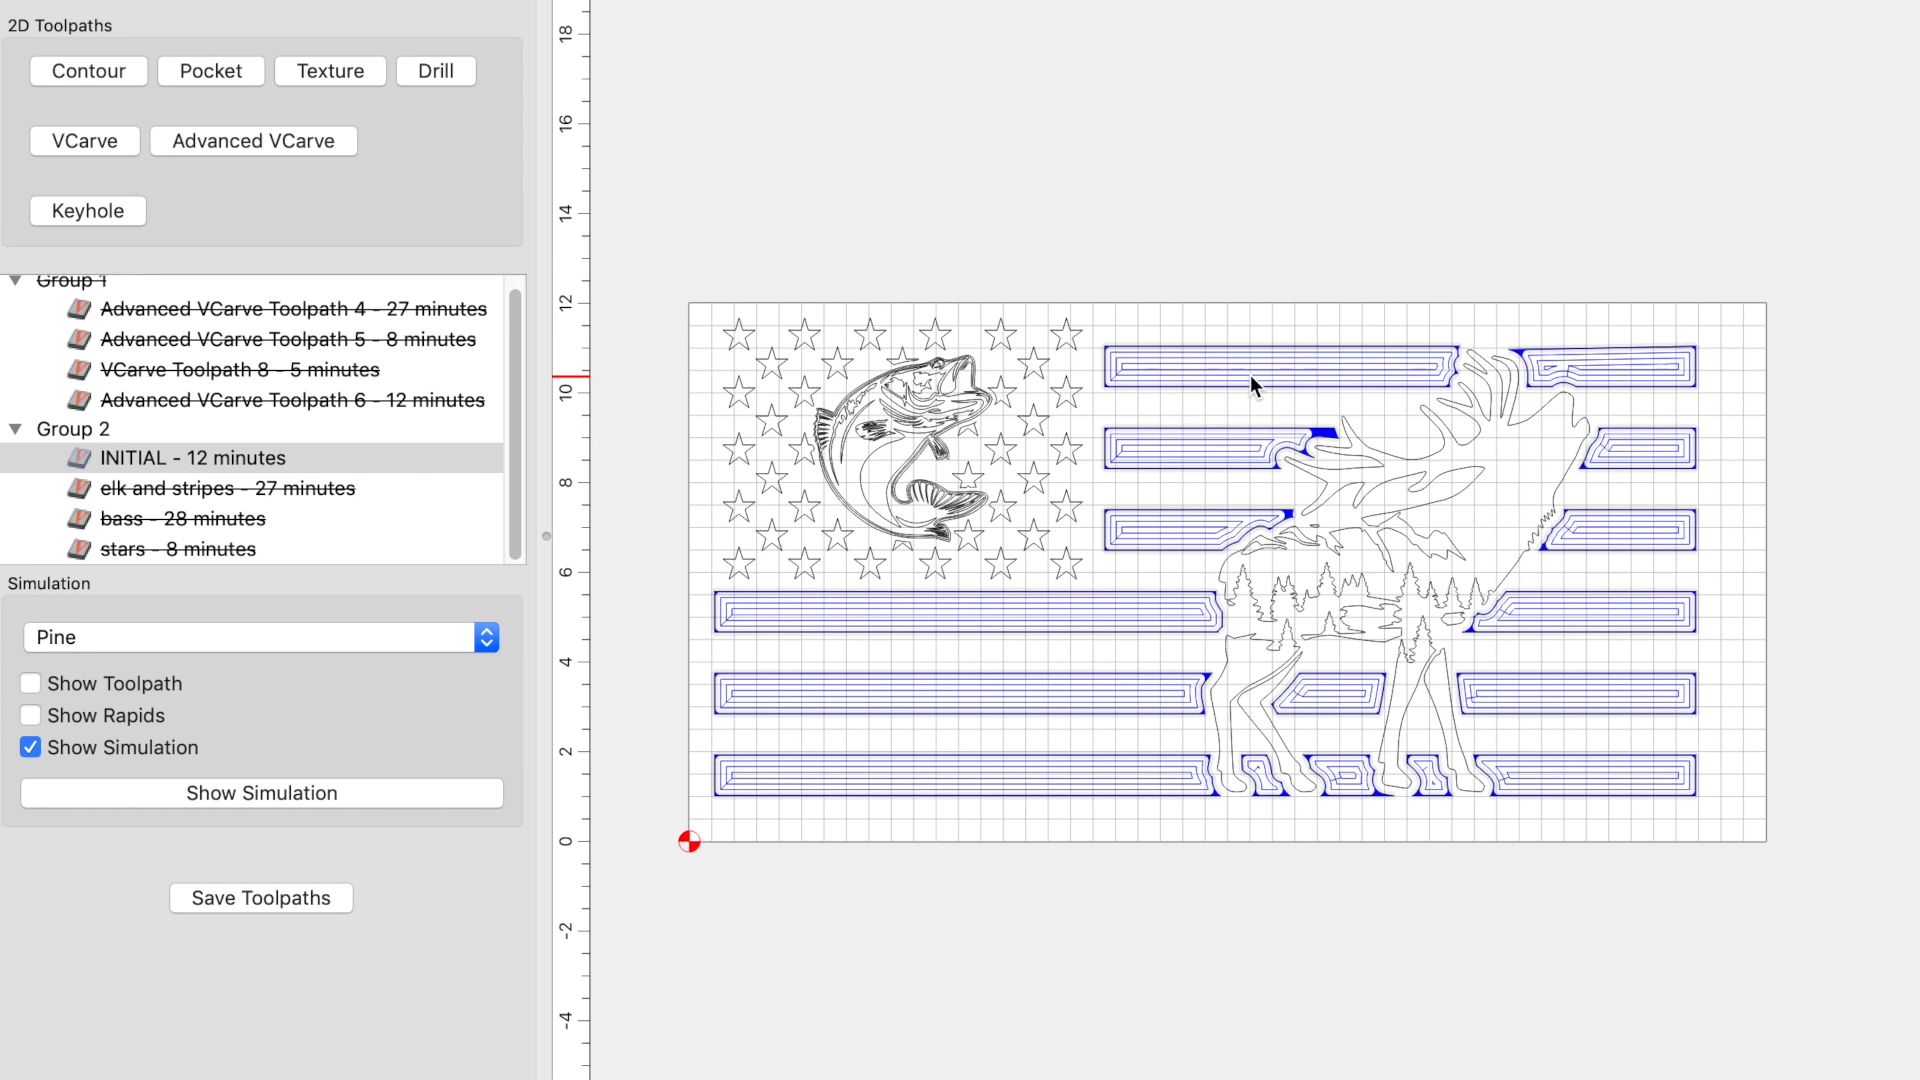 2D Toolpaths
Contour Pocket Texture Drill
VCarve Advanced VCarve
Keyhole
Group 1
Advanced VCarve Toolpath 4 - 27 minutes
Advanced VCarve Toolpath 5 - 8 minutes
VCarve Toolpath 8 - 5 minutes
Advanced VCarve Toolpath 6 - 12 minutes
Group 2
INITIAL - 12 minutes
elk and stripes - 27 minutes
bass - 28 minutes
stars - 8 minutes
Simulation
Pine
Show Toolpath
Show Rapids
Show Simulation
Show Simulation
Save Toolpaths
18
16
14
12
10
8
6
4
2
0
-2
-4